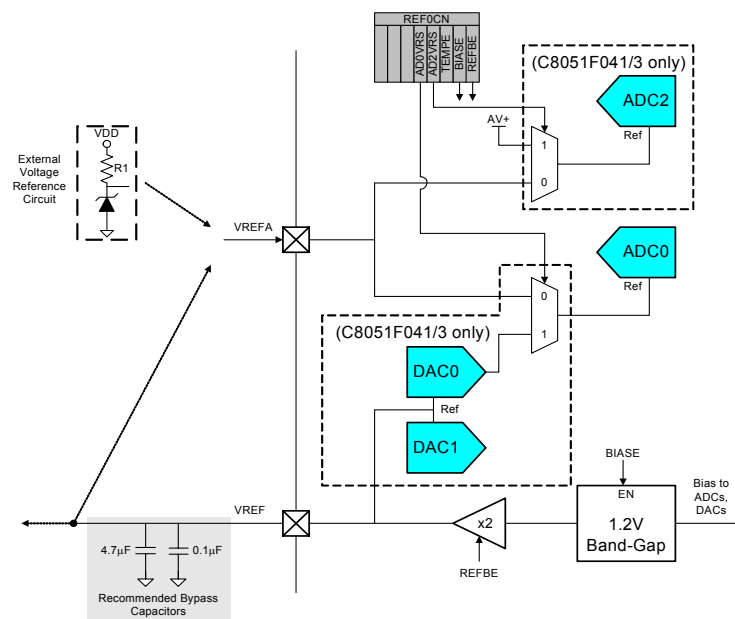 REF0CN
AD0VRS
AD2VRS
TEMPE
BIASE
REFBE
(C8051F041/3 only)
ADC2
Ref
AV+
1
0
VDD
R1
External
Voltage
Reference
Circuit
VREFA
ADC0
Ref
0
1
(C8051F041/3 only)
DAC0
Ref
DAC1
BIASE
EN
1.2V
Band-Gap
Bias to
ADCs,
DACs
VREF
x2
REFBE
4.7µF
0.1µF
Recommended Bypass
Capacitors